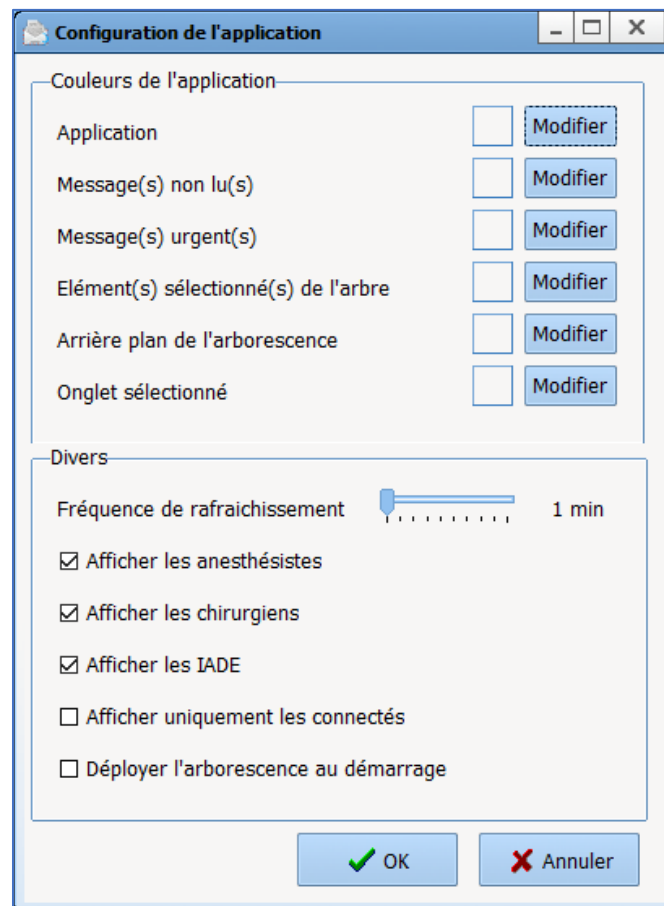 Configuration de l'application
Couleurs de l'application
Application Modifier
Message(s) non lu(s) Modifier
Message(s) urgent(s) Modifier
Elément(s) sélectionné(s) de l'arbre Modifier
Arrière plan de l'arborescence Modifier
Onglet sélectionné Modifier
Divers
Fréquence de rafraichissement 1 min
Afficher les anesthésistes
Afficher les chirurgiens
Afficher les IADE
Afficher uniquement les connectés
Déployer l'arborescence au démarrage
OK Annuler